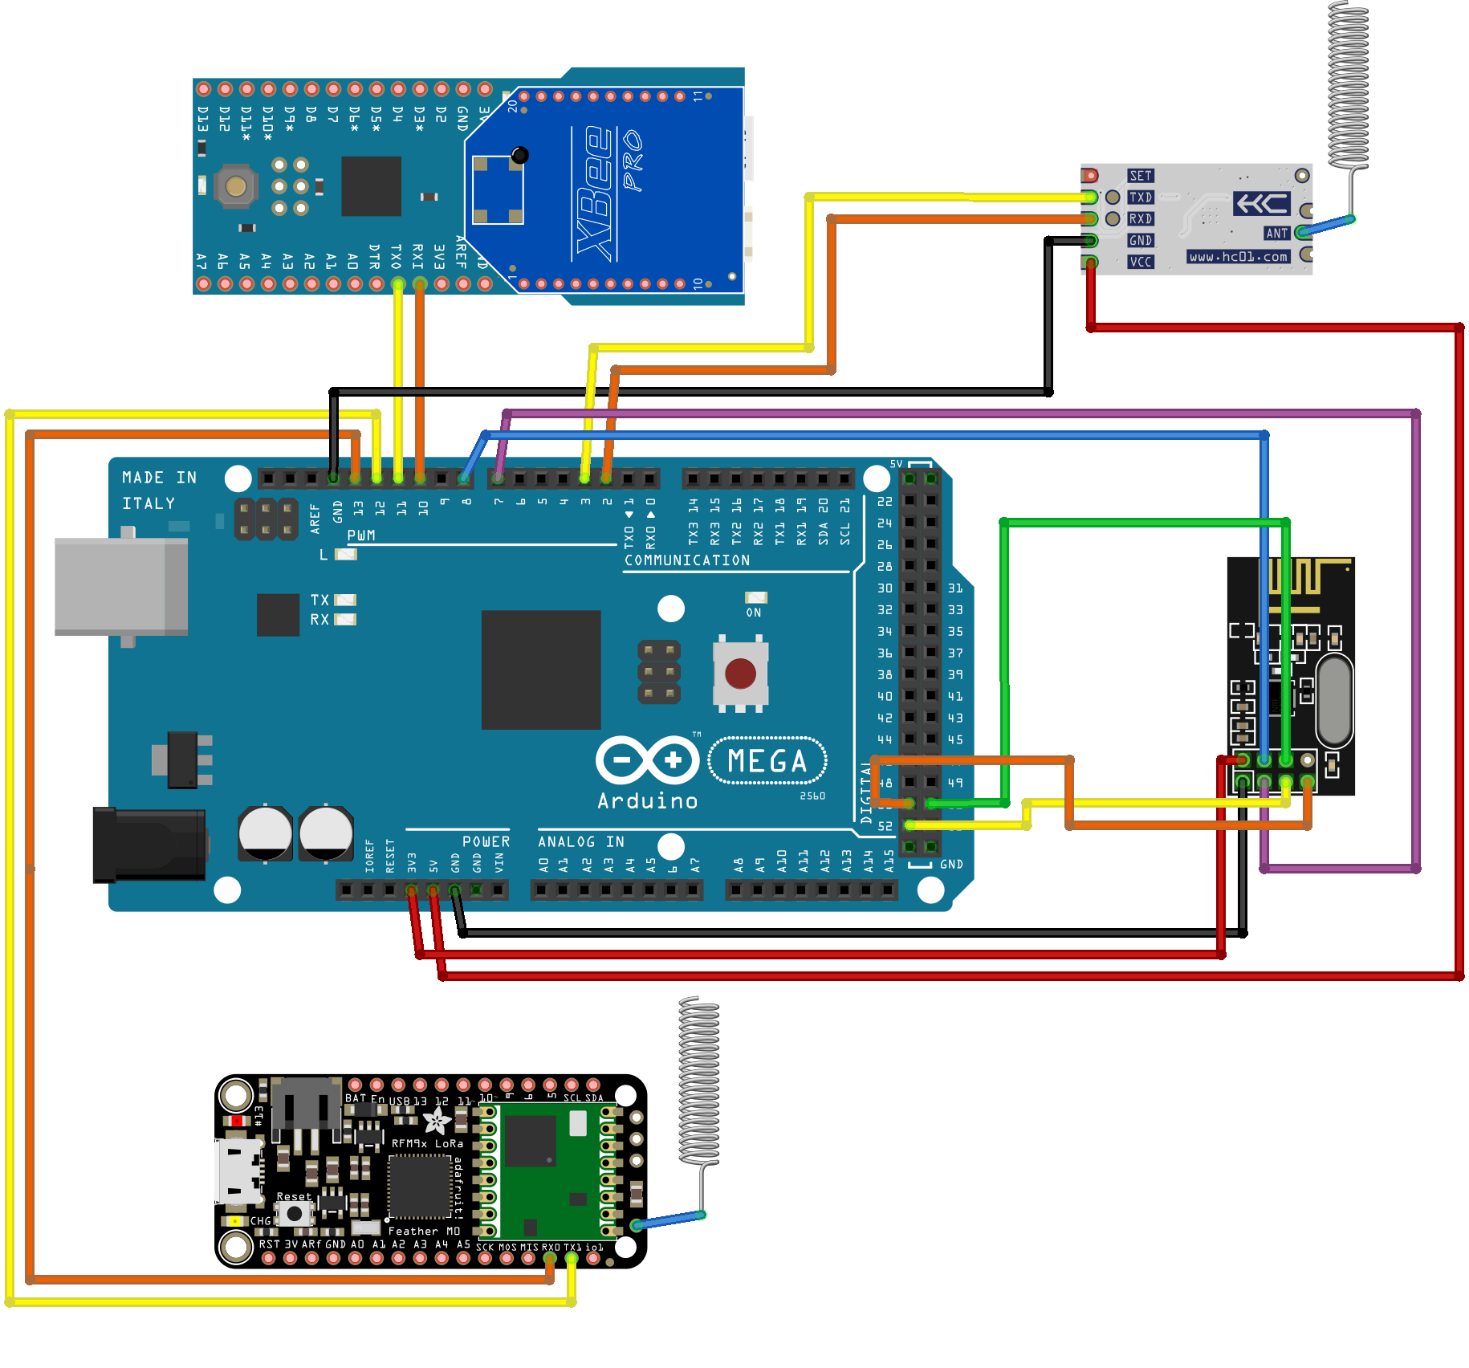 D13 D12 D11* D10* D9* D8 D7 D6* D5* D4 D3* D2 GND 3V
20 11
XBee
PRO
A7 A6 A5 A4 A3 A2 A1 A0 DTR TXO RXI 3V3 AREF
1 10
SET
TXD
RXD
GND
VCC
HC
ANT
www.hc01.com
MADE IN
ITALY
AREF GND 13 12 11 10 9 8 7 6 5 4 3 2 TX0 1 RX0 0
TX3 14 RX3 15 TX2 16 RX2 17 TX1 18 RX1 19 SDA 20 SCL 21
PWM
COMMUNICATION
L
TX
RX
ON
5V
22
24
26
28
30 31
32 33
34 35
36 37
38 39
40 41
42 43
44 45
48 49
52
GND
DIGITAL
MEGA
TM
Arduino
2560
POWER
ANALOG IN
IOREF RESET 3V3 5V GND GND VIN
A0 A1 A2 A3 A4 A5 6 A7
A8 A9 A10 A11 A12 A13 A14 A15
BAT En USB 13 12 11 10 9 6 5 SCL SDA
#13
RFM9x LoRa
adafruit!
Feather M0
Reset
CHG
RST 3V ARf GND A0 A1 A2 A3 A4 A5 SCK MOS MIS RX0 TX1 io1